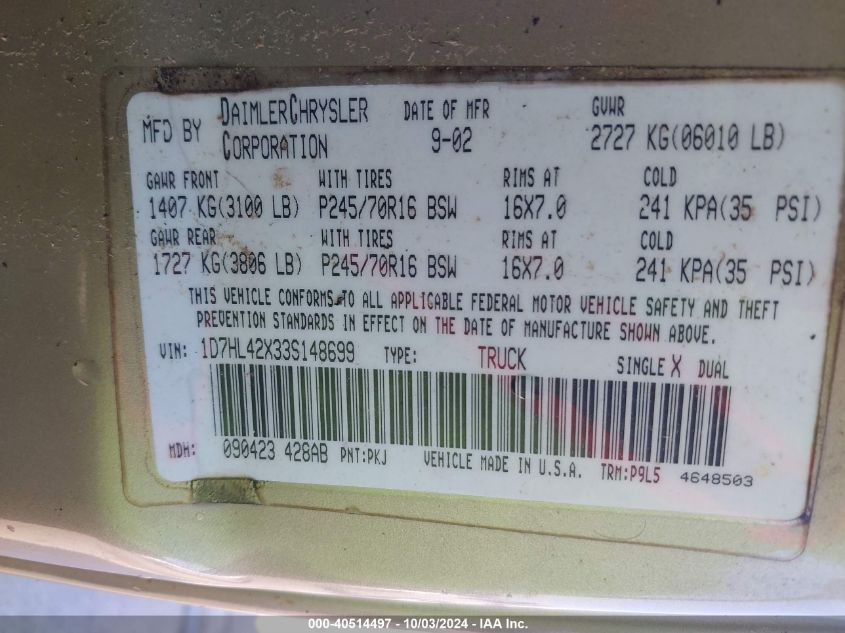 MFD BY DAIMLERCHRYSLER CORPORATION DATE OF MFR 9-02 GVWR 2727 KG(06010 LB)
GAWR FRONT WITH TIRES RIMS AT COLD
1407 KG(3100 LB) P245/70R16 BSW 16X7.0 241 KPA(35 PSI)
GAWR REAR WITH TIRES RIMS AT COLD
1727 KG(3806 LB) P245/70R16 BSW 16X7.0 241 KPA(35 PSI)
THIS VEHICLE CONFORMS TO ALL APPLICABLE FEDERAL MOTOR VEHICLE SAFETY AND THEFT
PREVENTION STANDARDS IN EFFECT ON THE DATE OF MANUFACTURE SHOWN ABOVE.
VIN: 1D7HL42X33S148699 TYPE: TRUCK SINGLE X DUAL
MDH: 090423 428AB PNT:PKJ VEHICLE MADE IN U.S.A. TRM:P9L5 4648503
000-40514497 - 10/03/2024 - IAAI Inc.